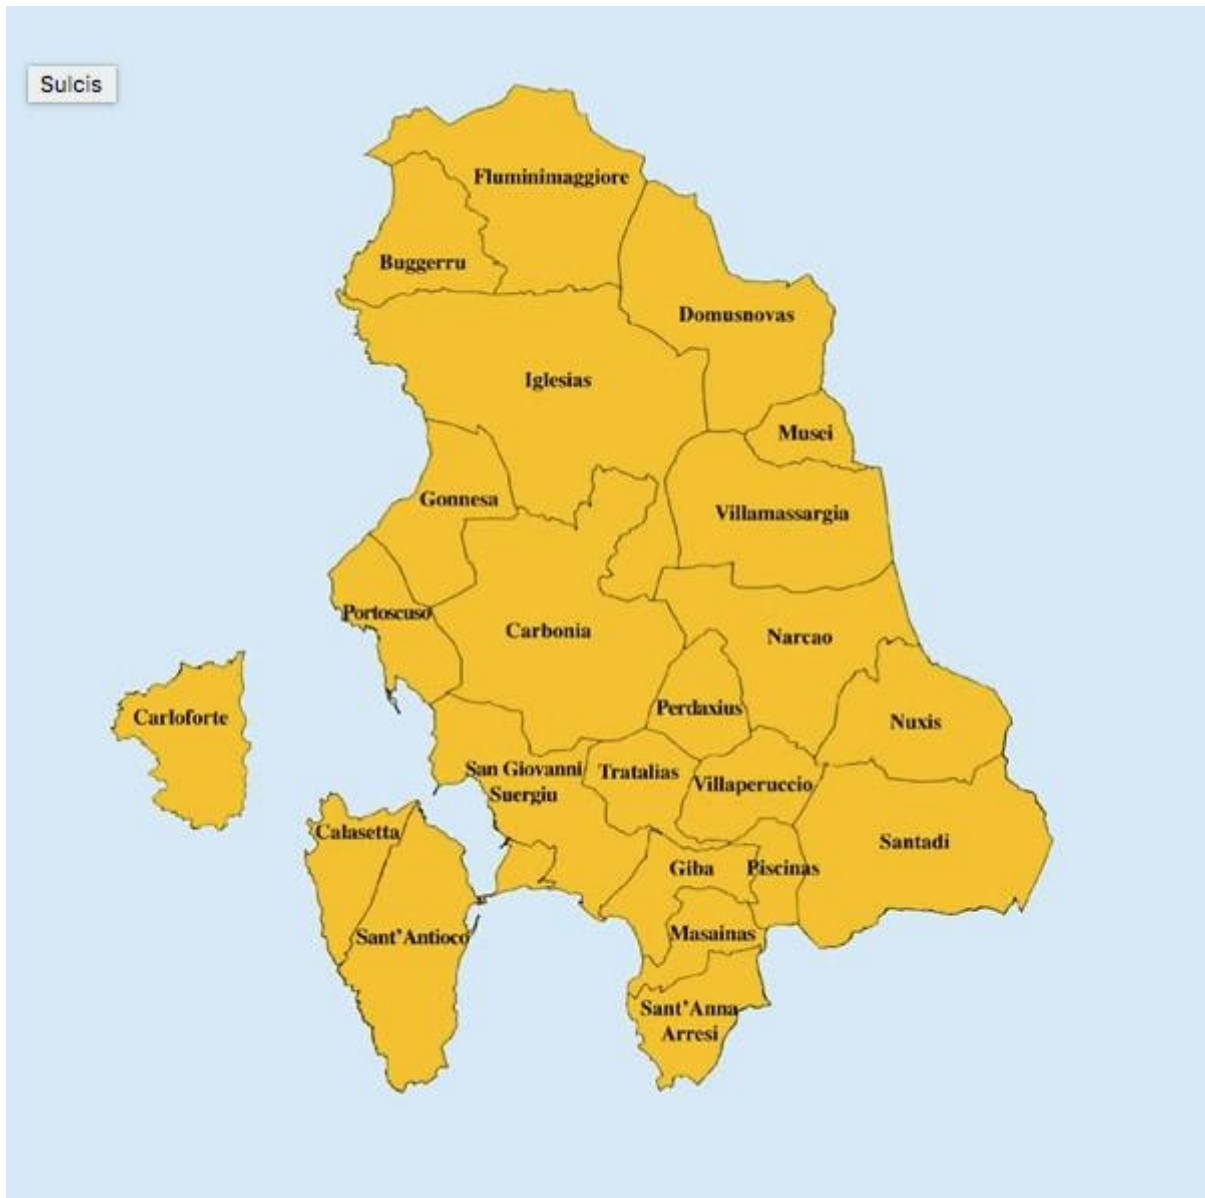 Sulcis
Fluminimaggiore
Buggerru
Domusnovas
Iglesias
Musei
Gonnesa
Villamassargia
Portoscuso
Carbonia
Narcao
Perdaxius
Carloforte
Nuxis
San Giovanni
Suergiu
Tratalias
Villaperuccio
Calasetta
Santadi
Giba
Piscinas
Masainas
Sant'Antioco
Sant'Anna
Arresi